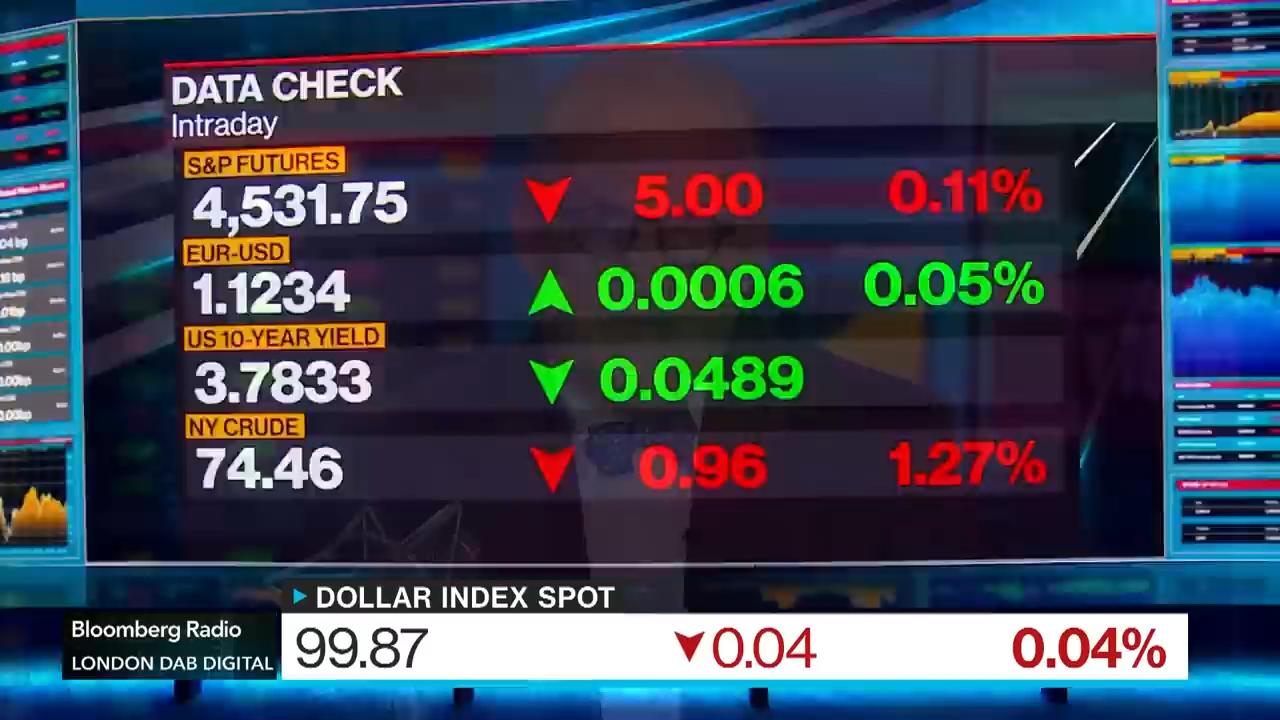 DATA CHECK
Intraday
S&P FUTURES
4,531.75 ▼ 5.00 0.11%
EUR-USD
1.1234 ▲ 0.0006 0.05%
US 10-YEAR YIELD
3.7833 ▼ 0.0489
NY CRUDE
74.46 ▼ 0.96 1.27%
DOLLAR INDEX SPOT
99.87 ▼0.04 0.04%
Bloomberg Radio
LONDON DAB DIGITAL